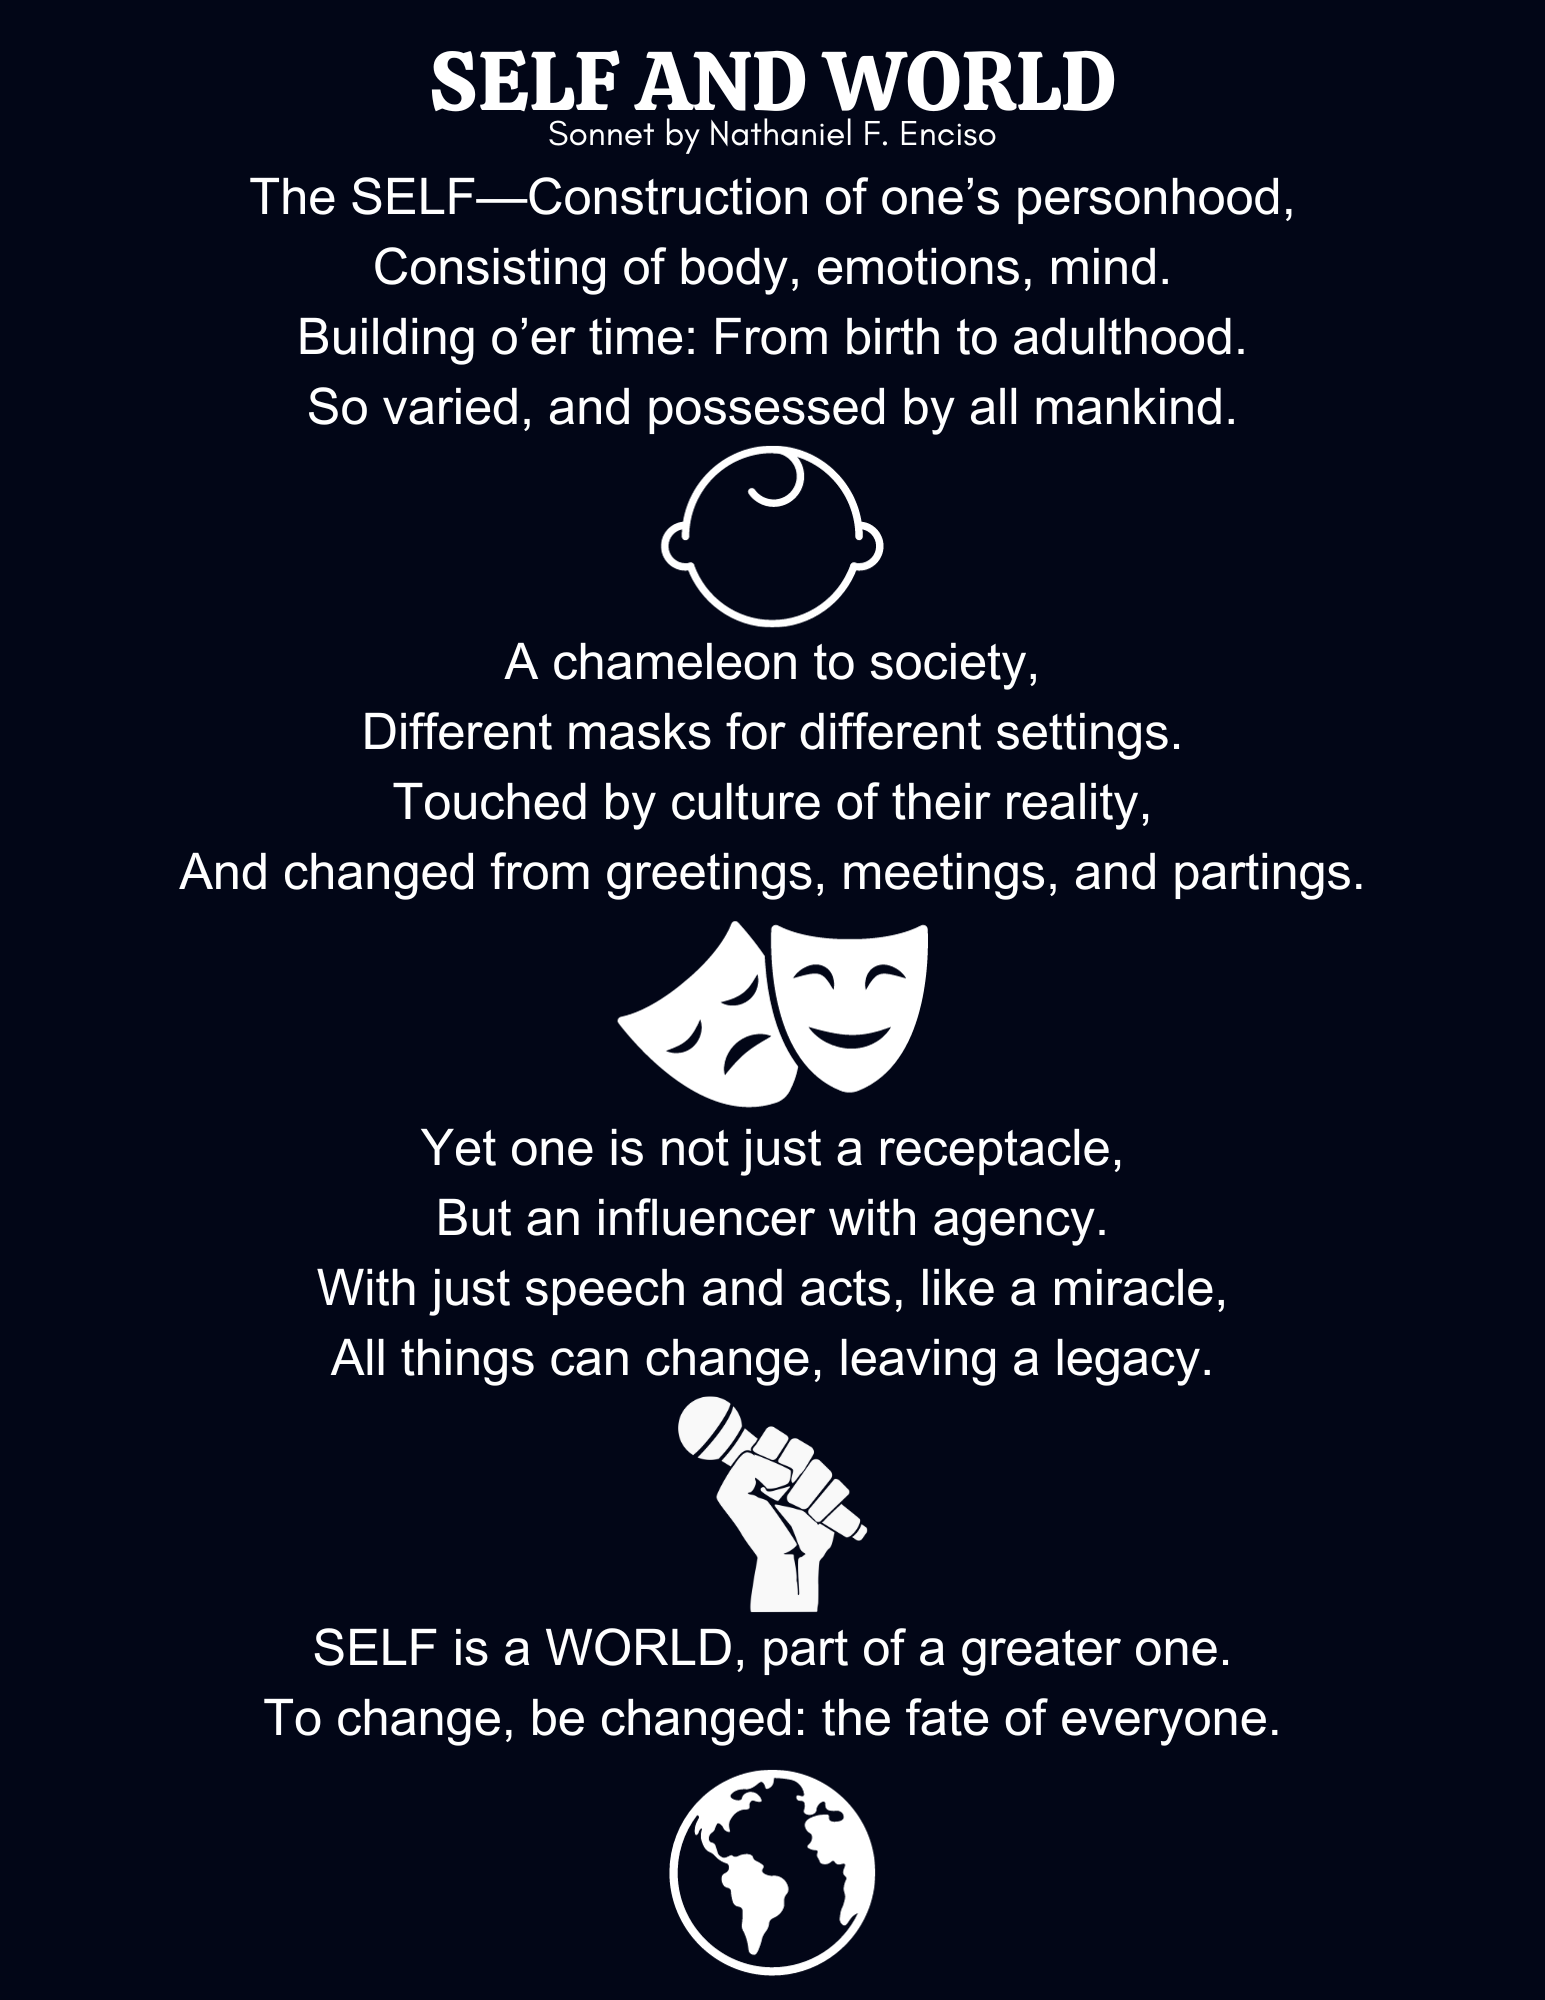 SELF AND WORLD
Sonnet by Nathaniel F. Enciso
The SELF—Construction of one’s personhood,
Consisting of body, emotions, mind.
Building o’er time: From birth to adulthood.
So varied, and possessed by all mankind.
A chameleon to society,
Different masks for different settings.
Touched by culture of their reality,
And changed from greetings, meetings, and partings.
Yet one is not just a receptacle,
But an influencer with agency.
With just speech and acts, like a miracle,
All things can change, leaving a legacy.
SELF is a WORLD, part of a greater one.
To change, be changed: the fate of everyone.